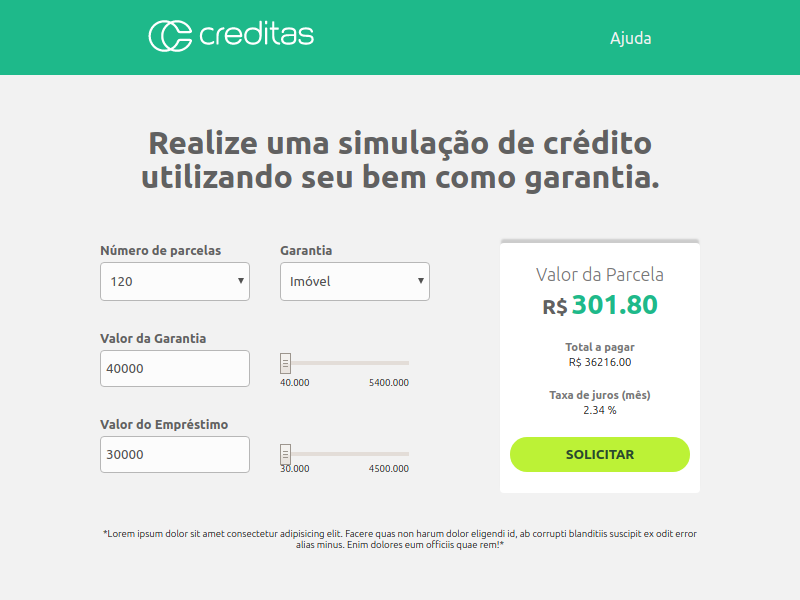 creditas
Ajuda
Realize uma simulação de crédito
utilizando seu bem como garantia.
Número de parcelas
120
Garantia
Imóvel
Valor da Garantia
40000
40.000
5400.000
Valor do Empréstimo
30000
30.000
4500.000
Valor da Parcela
R$ 301.80
Total a pagar
R$ 36216.00
Taxa de juros (mês)
2.34 %
SOLICITAR
*Lorem ipsum dolor sit amet consectetur adipisicing elit. Facere quas non harum dolor eligendi id, ab corrupti blanditiis suscipit ex odit error
alias minus. Enim dolores eum officiis quae rem!*